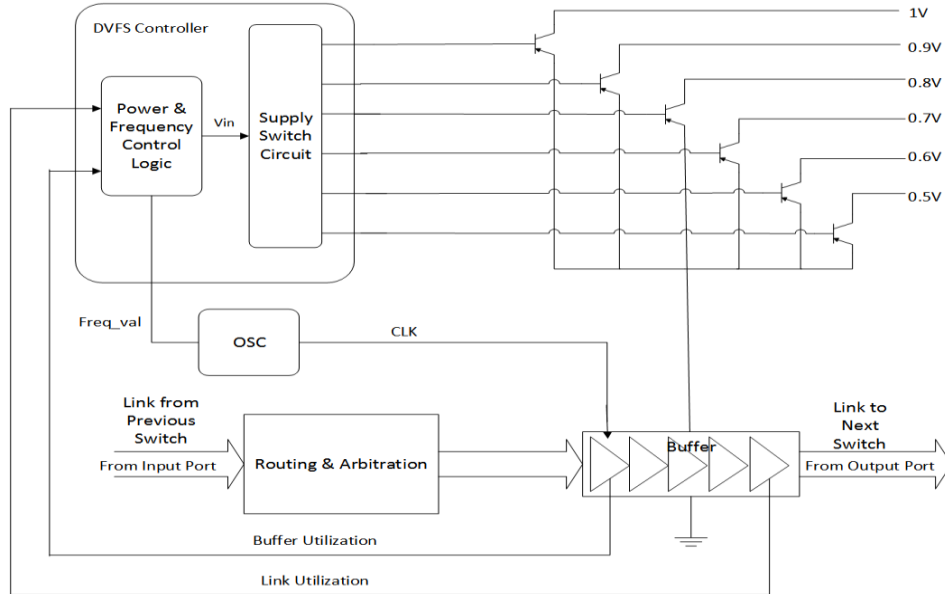 DVFS Controller
Power &
Frequency
Control
Logic
Vin
Supply
Switch
Circuit
1V
0.9V
0.8V
0.7V
0.6V
0.5V
Freq_val
OSC
CLK
Link from
Previous
Switch
From Input Port
Routing & Arbitration
Buffer
Link to
Next
Switch
From Output Port
Buffer Utilization
Link Utilization